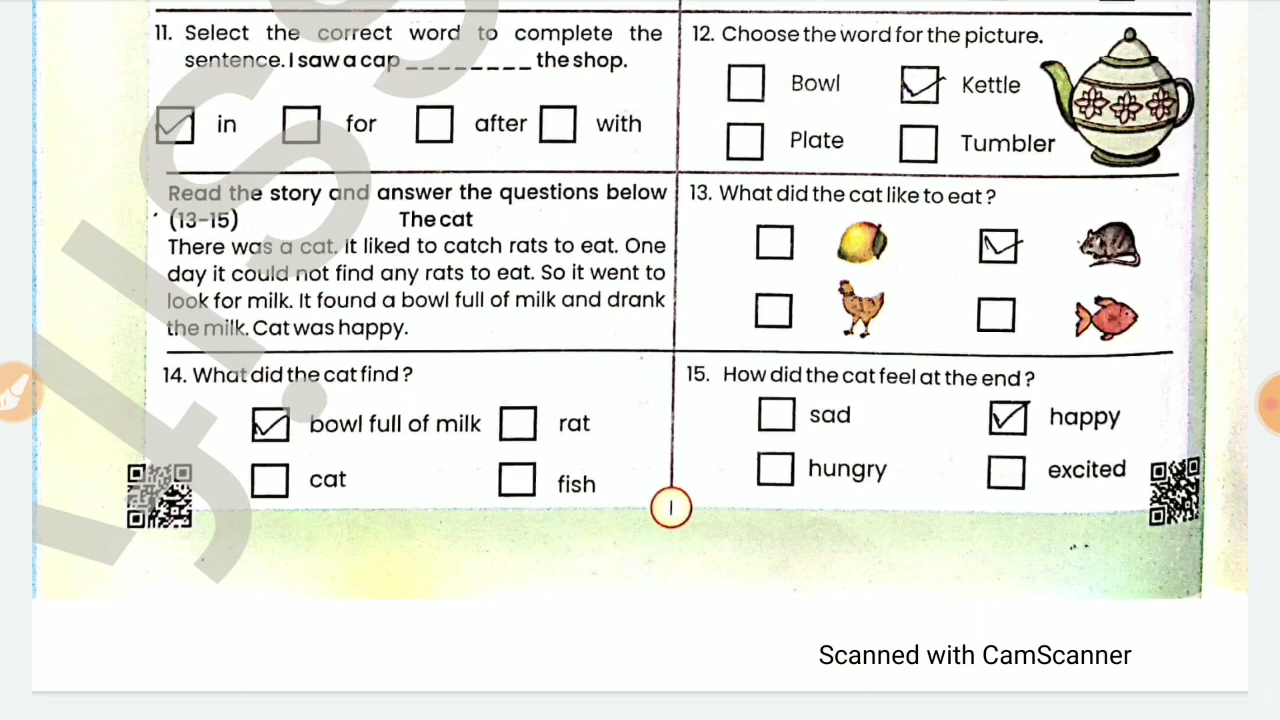 11. Select the correct word to complete the
sentence. I saw a cap _________ the shop.
in for after with
12. Choose the word for the picture.
Bowl Kettle
Plate Tumbler
Read the story and answer the questions below
(13-15) The cat
There was a cat. It liked to catch rats to eat. One
day it could not find any rats to eat. So it went to
look for milk. It found a bowl full of milk and drank
the milk. Cat was happy.
13. What did the cat like to eat?
14. What did the cat find?
bowl full of milk rat
cat fish
15. How did the cat feel at the end?
sad happy
hungry excited
1
Scanned with CamScanner